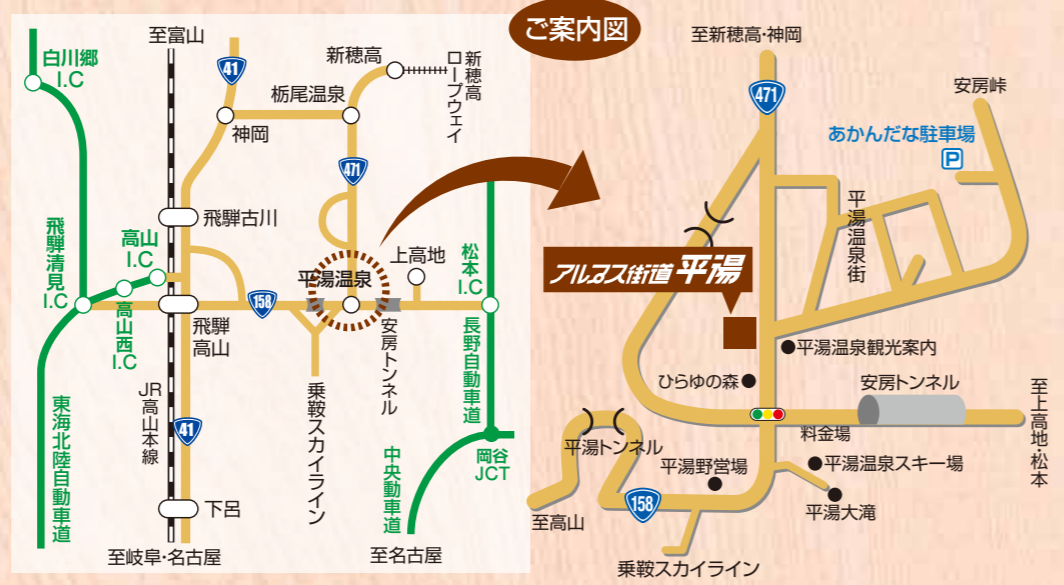 ご案内図
白川郷
I.C
至富山
41
新穂高
新穂高
ロープウェイ
栃尾温泉
神岡
471
飛騨古川
飛騨清見
I.C
高山
I.C
高山西
I.C
平湯温泉
上高地
松本
I.C
158
飛騨
高山
安房トンネル
長野自動車道
JR高山本線
41
乗鞍スカイライン
東海北陸自動車道
中央動車道
岡谷
JCT
下呂
至岐阜・名古屋
至名古屋
至新穂高・神岡
471
安房峠
あかんだな駐車場
P
平湯温泉街
アルプス街道 平湯
平湯温泉観光案内
ひらゆの森
安房トンネル
料金場
至上高地・松本
平湯トンネル
平湯野営場
平湯温泉スキー場
平湯大滝
158
至高山
乗鞍スカイライン